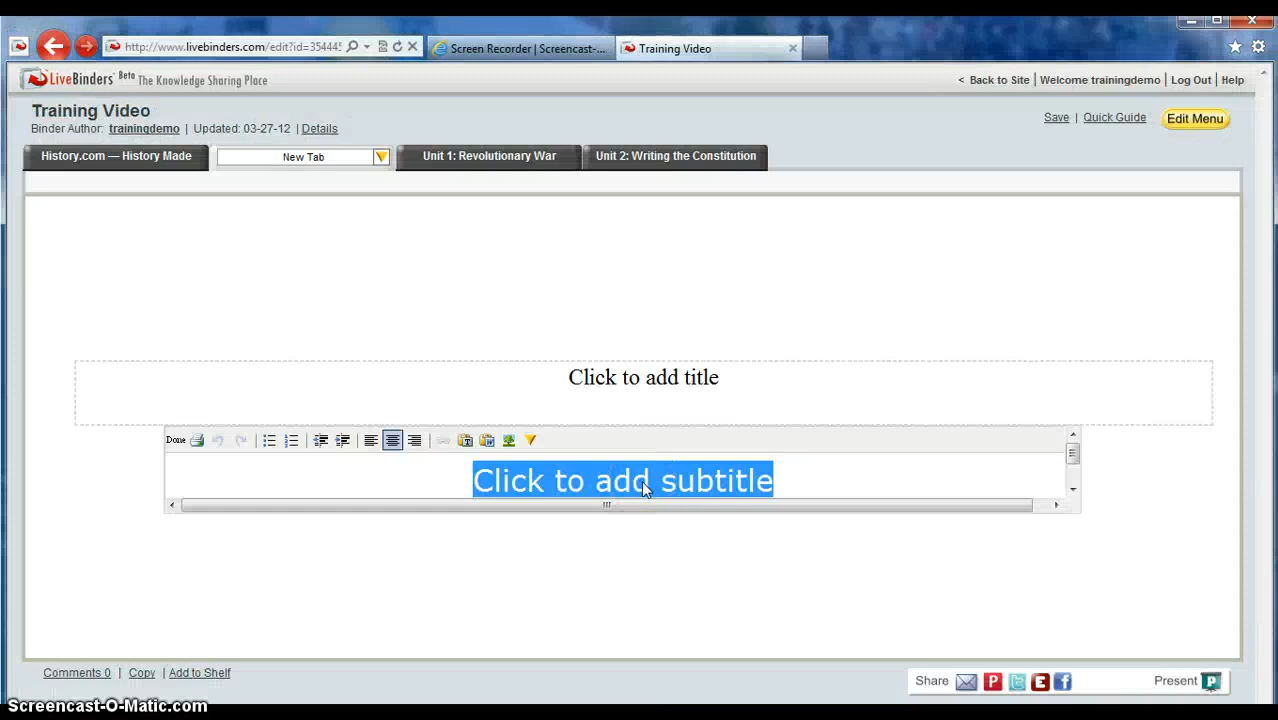 http://www.livebinders.com/edit?id=35444
Screen Recorder | Screencast-...
Training Video
LiveBinders Beta The Knowledge Sharing Place
< Back to Site | Welcome trainingdemo | Log Out | Help
Training Video
Binder Author: trainingdemo | Updated: 03-27-12 | Details
Save | Quick Guide
Edit Menu
History.com — History Made
New Tab
Unit 1: Revolutionary War
Unit 2: Writing the Constitution
Click to add title
Done
Click to add subtitle
Comments 0 | Copy | Add to Shelf
Share
Present
Screencast-O-Matic.com